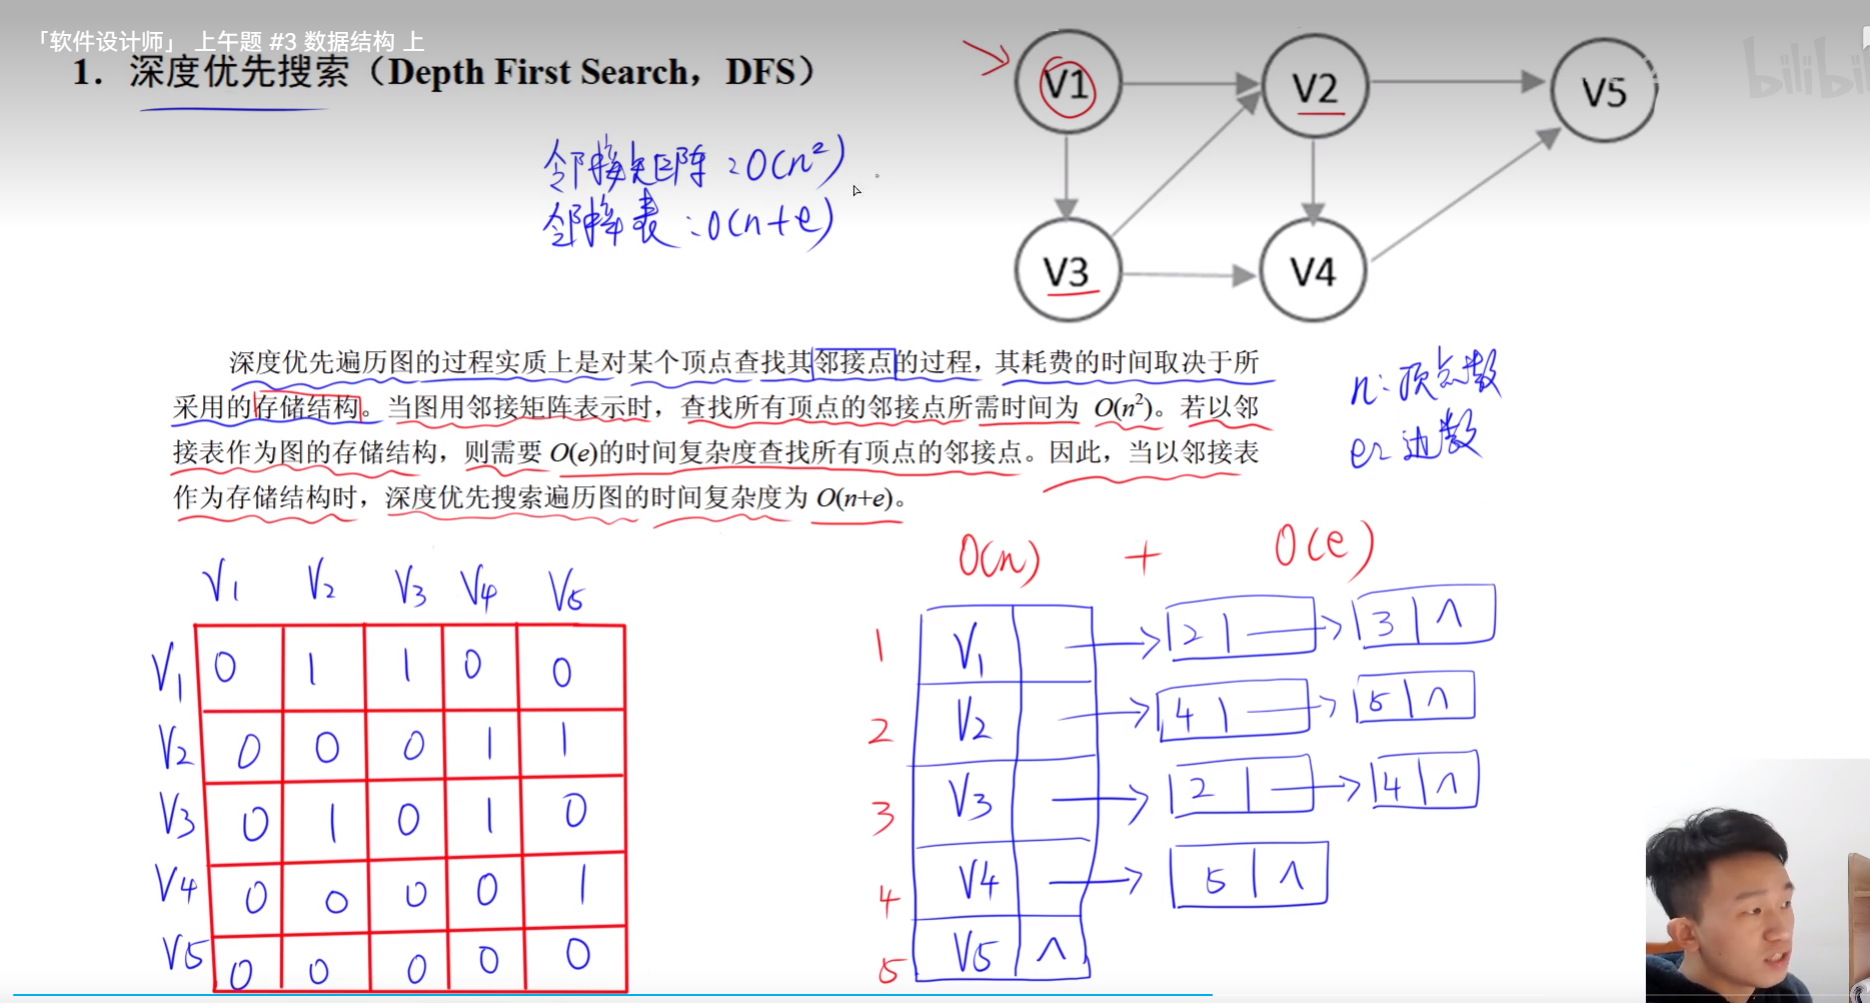 「软件设计师」 上午题 #3 数据结构 上
1. 深度优先搜索（Depth First Search，DFS）
bilibili
邻接矩阵：O(n²)
邻接表：O(n+e)
V1
V2
V5
V3
V4
深度优先遍历图的过程实质上是对某个顶点查找其邻接点的过程，其耗费的时间取决于所
采用的存储结构。当图用邻接矩阵表示时，查找所有顶点的邻接点所需时间为 O(n²)。若以邻
接表作为图的存储结构，则需要 O(e)的时间复杂度查找所有顶点的邻接点。因此，当以邻接表
作为存储结构时，深度优先搜索遍历图的时间复杂度为 O(n+e)。
n：顶点数
e：边数
V1 V2 V3 V4 V5
V1 0 1 1 0 0
V2 0 0 0 1 1
V3 0 1 0 1 0
V4 0 0 0 0 1
V5 0 0 0 0 0
O(n) + O(e)
1 V1 → 2 → 3 ∧
2 V2 → 4 → 5 ∧
3 V3 → 2 → 4 ∧
4 V4 → 5 ∧
5 V5 ∧